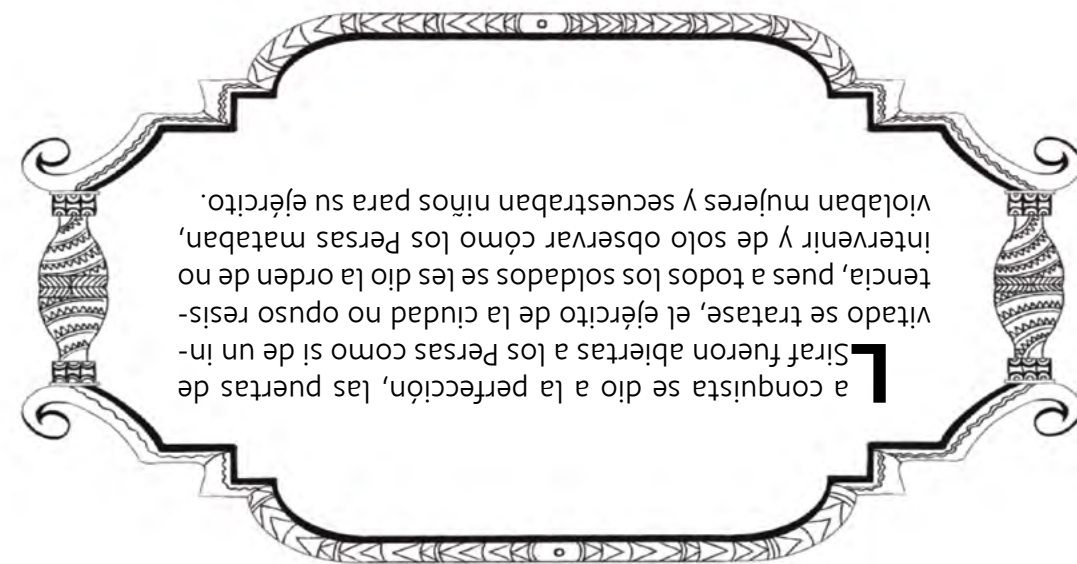 La conquista se dio a la perfección, las puertas de
Siraf fueron abiertas a los Persas como si de un in-
vitado se tratase, el ejército de la ciudad no opuso resis-
tencia, pues a todos los soldados se les dio la orden de no
intervenir y de solo observar cómo los Persas mataban,
violaban mujeres y secuestraban niños para su ejército.